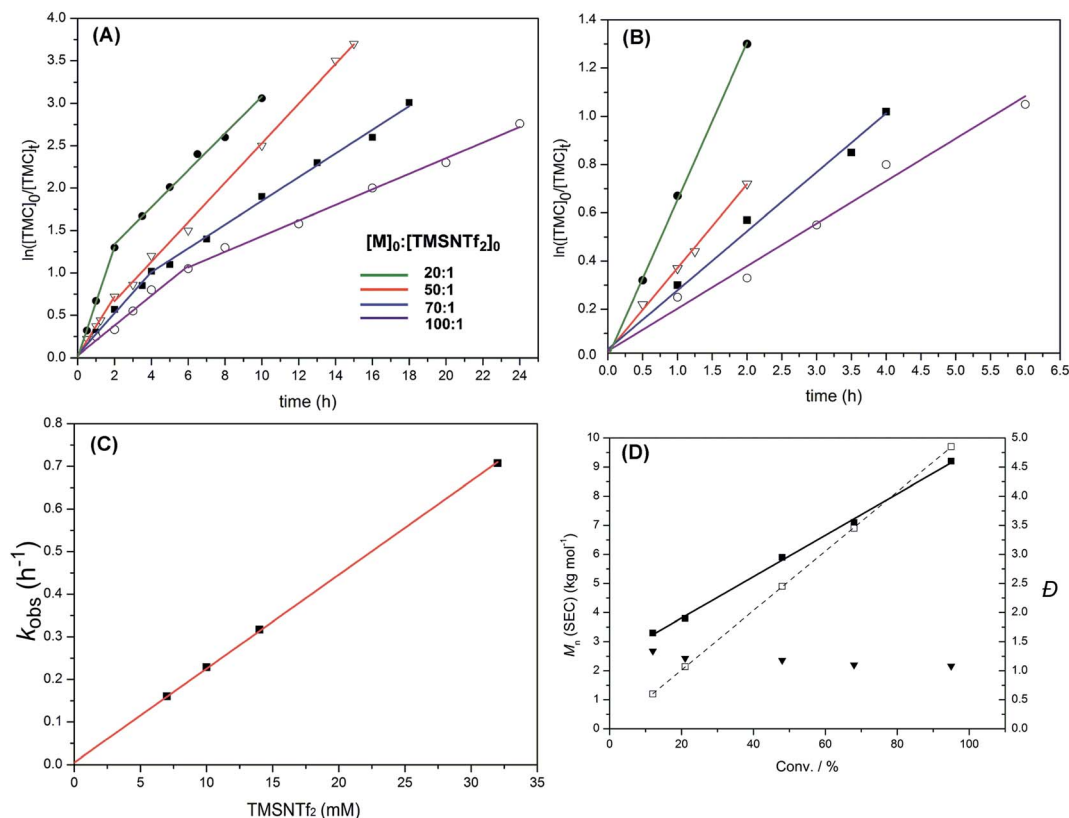 (A)
4.0
3.5
3.0
2.5
2.0
1.5
1.0
0.5
0.0
ln([TMC]0/[TMC]t)
0 2 4 6 8 10 12 14 16 18 20 22 24
time (h)
[M]0:[TMSNTf2]0
20:1
50:1
70:1
100:1
(B)
1.4
1.2
1.0
0.8
0.6
0.4
0.2
0.0
ln([TMC]0/[TMC]t)
0.0 0.5 1.0 1.5 2.0 2.5 3.0 3.5 4.0 4.5 5.0 5.5 6.0 6.5
time (h)
(C)
0.8
0.7
0.6
0.5
0.4
0.3
0.2
0.1
0.0
kobs (h-1)
0 5 10 15 20 25 30 35
TMSNTf2 (mM)
(D)
10
9
8
7
6
5
4
3
2
1
0
Mn (SEC) (kg mol-1)
5.0
4.5
4.0
3.5
3.0
2.5
2.0
1.5
1.0
0.5
0.0
Đ
0 20 40 60 80 100
Conv. / %